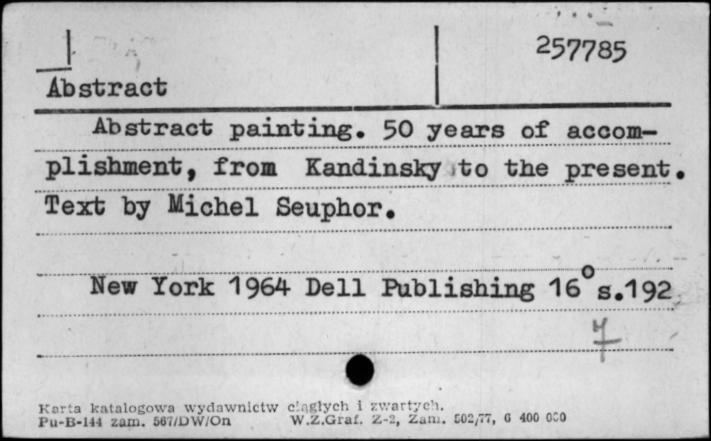 257785
Abstract
Abstract painting. 50 years of accom-
plishment, from Kandinsky to the present.
Text by Michel Seuphor.
New York 1964 Dell Publishing 16° s.192
Karta katalogowa wydawnictw ciągłych i zwartych.
Pu-B-144 zam. 567/DW/On W.Z.Graf. Z-2, Zam. 502/77, 6 400 000